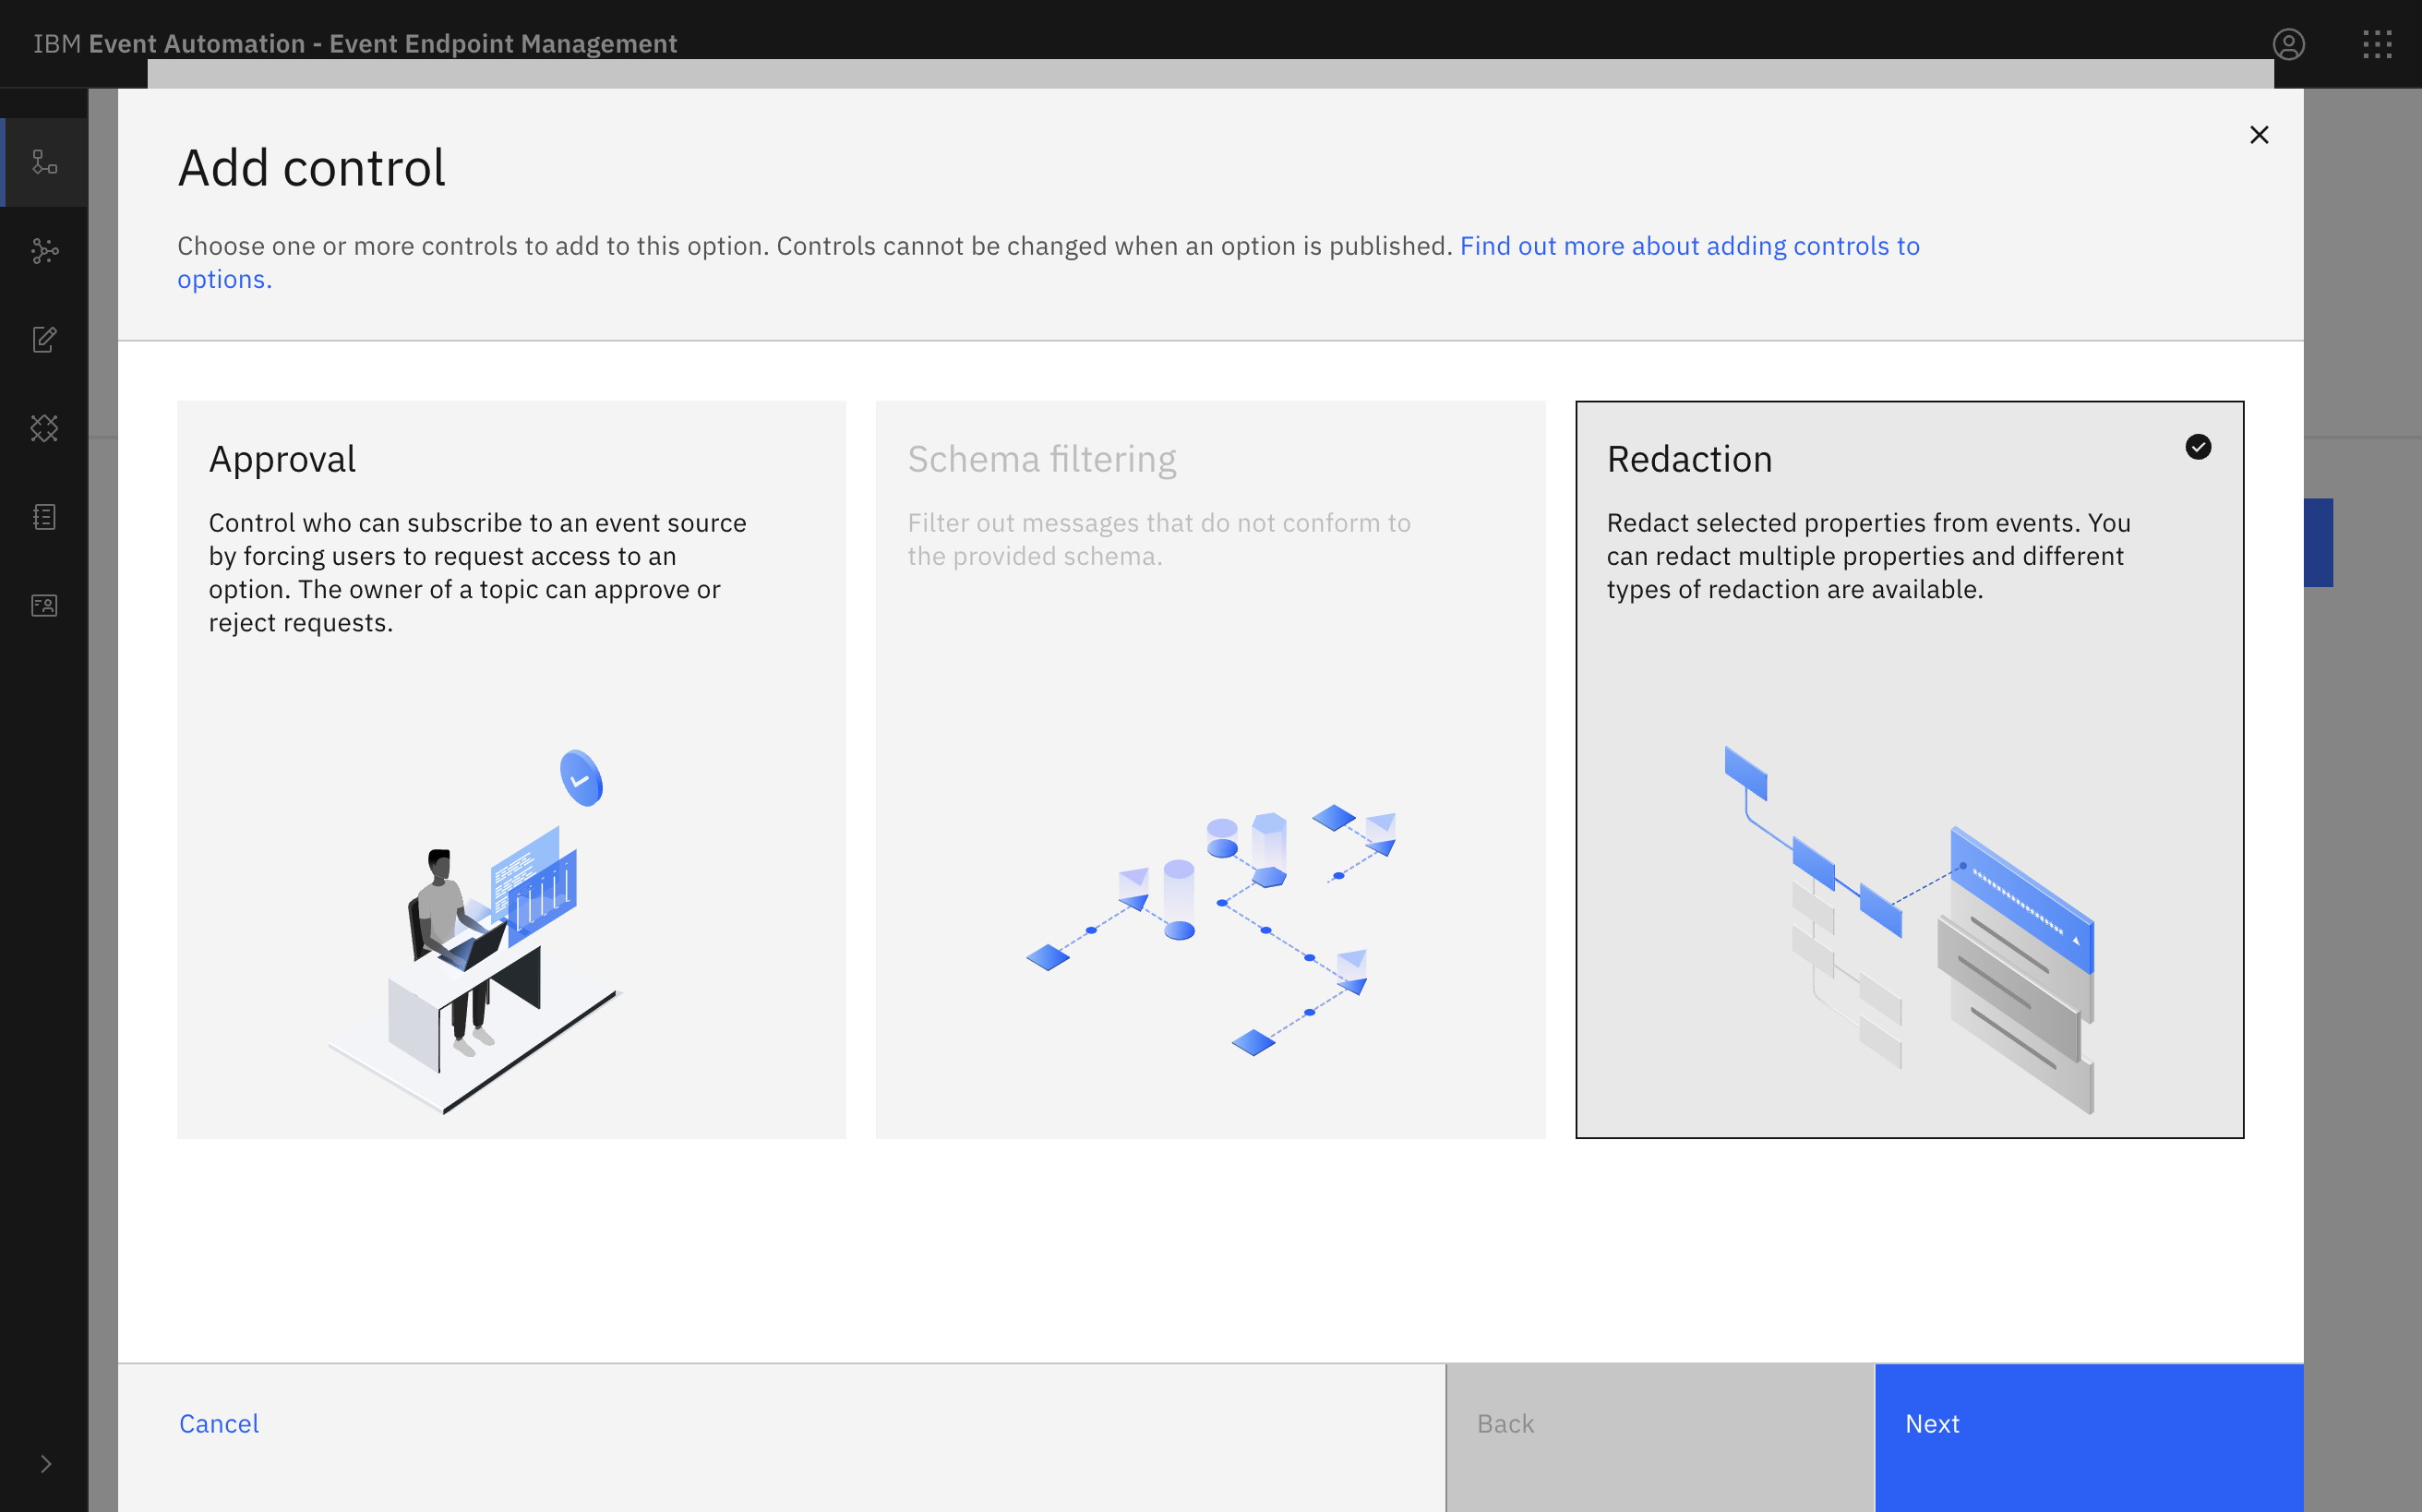 IBM Event Automation - Event Endpoint Management
Add control
Choose one or more controls to add to this option. Controls cannot be changed when an option is published. Find out more about adding controls to
options.
Approval
Control who can subscribe to an event source
by forcing users to request access to an
option. The owner of a topic can approve or
reject requests.
Schema filtering
Filter out messages that do not conform to
the provided schema.
Redaction
Redact selected properties from events. You
can redact multiple properties and different
types of redaction are available.
Cancel
Back
Next